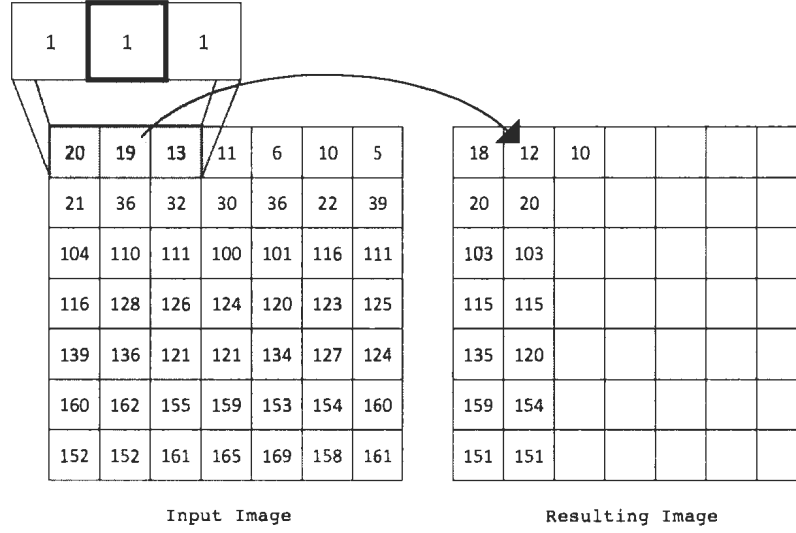 1 1 1
20 19 13 11 6 10 5 18 12 10
21 36 32 30 36 22 39 20 20
104 110 111 100 101 116 111 103 103
116 128 126 124 120 123 125 115 115
139 136 121 121 134 127 124 135 120
160 162 155 159 153 154 160 159 154
152 152 161 165 169 158 161 151 151
Input Image Resulting Image